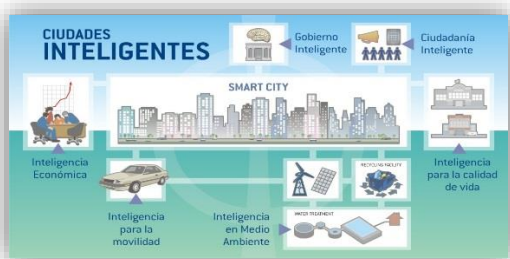 CIUDADES
INTELIGENTES
Gobierno
Inteligente
Ciudadanía
Inteligente
SMART CITY
Inteligencia
Económica
Inteligencia
para la calidad
de vida
RECYCLING FACILITY
Inteligencia
para la
movilidad
Inteligencia
en Medio
Ambiente
WATER TREATMENT